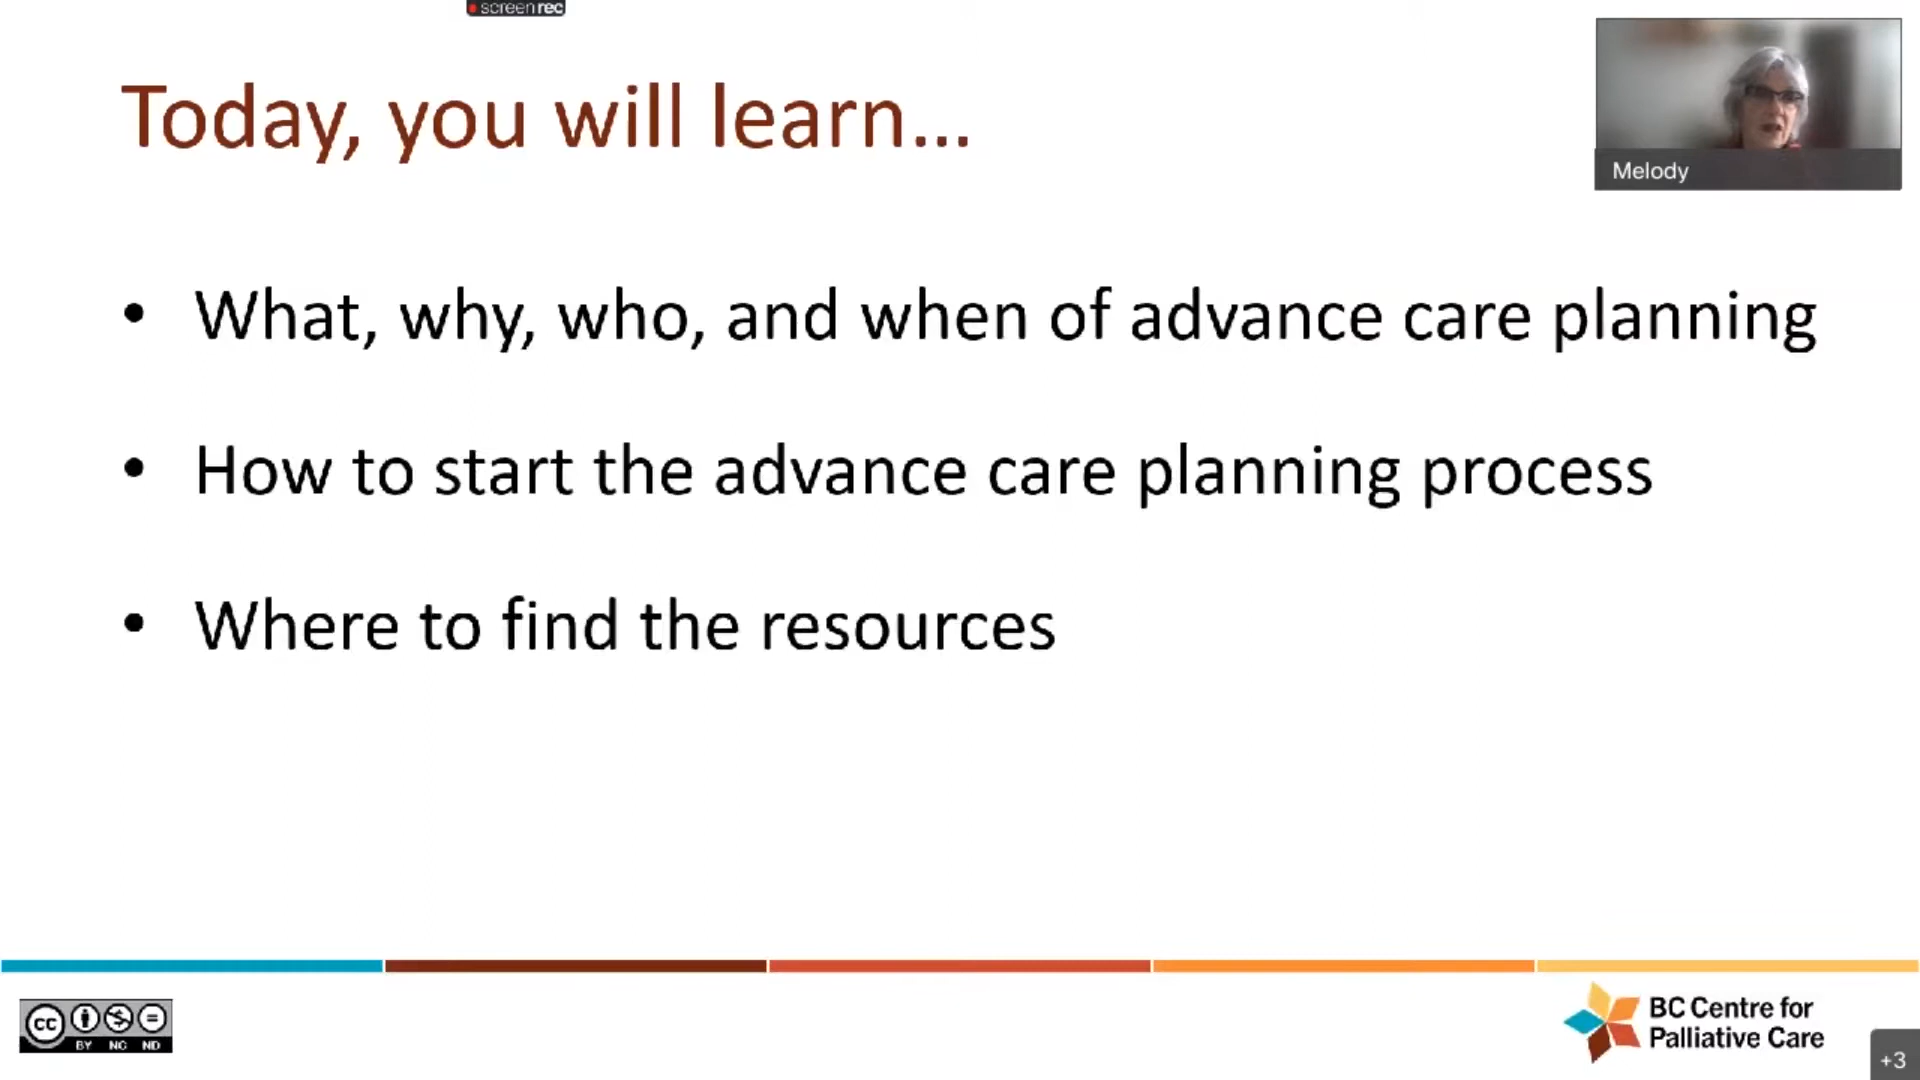 screenrec
Today, you will learn...
Melody
• What, why, who, and when of advance care planning
• How to start the advance care planning process
• Where to find the resources
cc
BY NC ND
BC Centre for
Palliative Care
+3